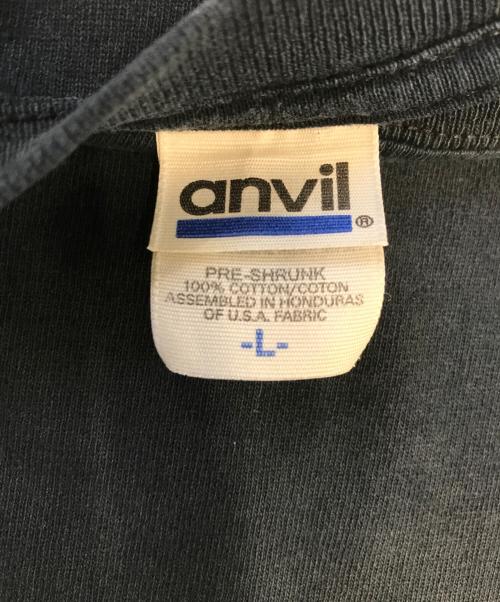 anvil®
PRE-SHRUNK
100% COTTON/COTON
ASSEMBLED IN HONDURAS
OF U.S.A. FABRIC
-L-